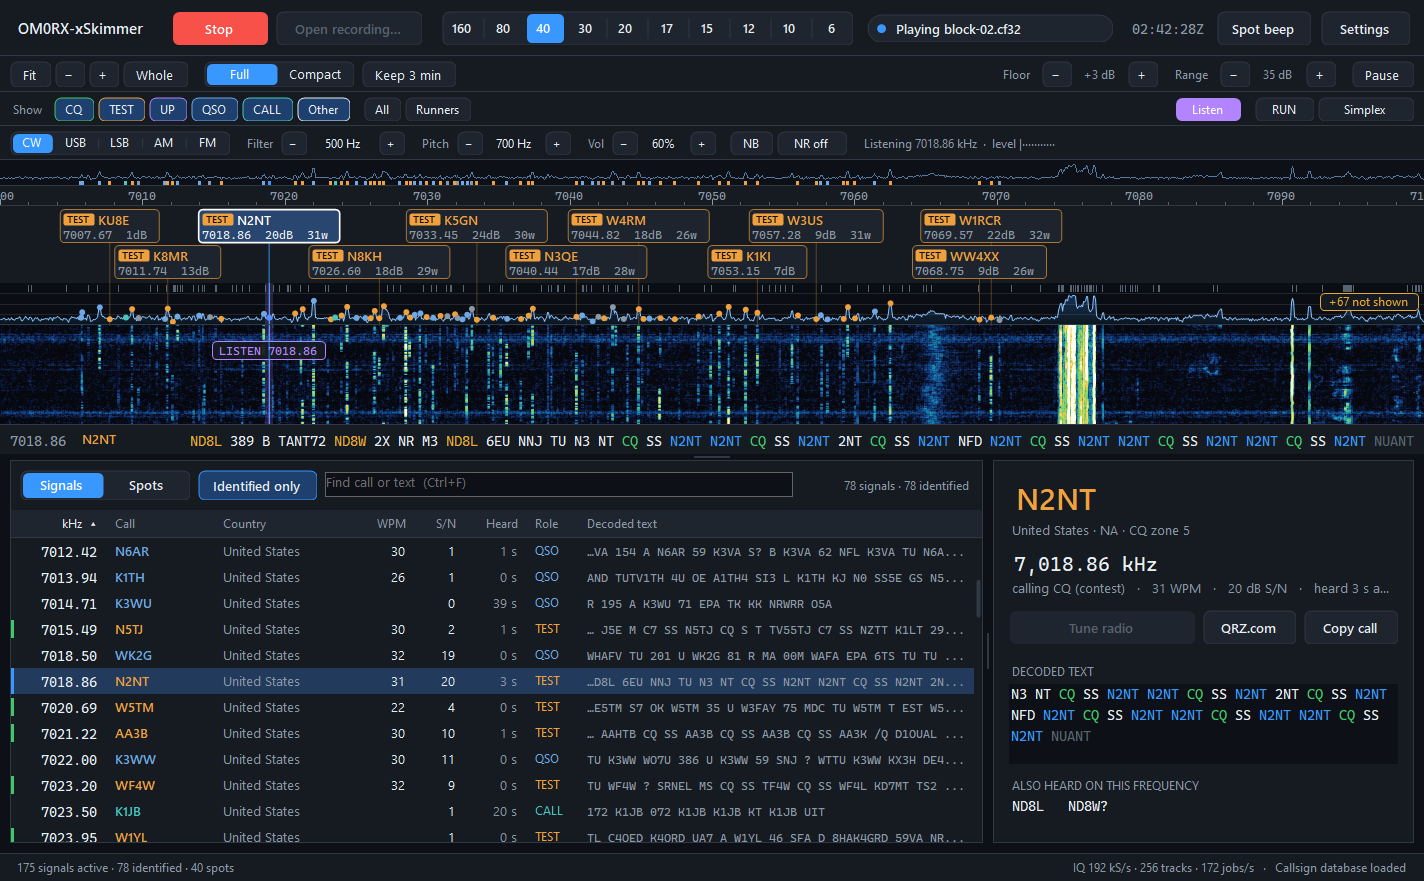 OM0RX-xSkimmer Stop Open recording... 160 80 40 30 20 17 15 12 10 6 Playing block-02.cf32 02:42:28Z Spot beep Settings
Fit − + Whole Full Compact Keep 3 min Floor − +3 dB + Range − 35 dB + Pause
Show CQ TEST UP QSO CALL Other All Runners Listen RUN Simplex
CW USB LSB AM FM Filter − 500 Hz + Pitch − 700 Hz + Vol − 60% + NB NR off Listening 7018.86 kHz · level |··········
00 7010 7020 7030 7040 7050 7060 7070 7080 7090 71
TEST KU8E TEST N2NT TEST K5GN TEST W4RM TEST W3US TEST W1RCR
7007.67 1dB 7018.86 20dB 31w 7033.45 24dB 30w 7044.82 18dB 26w 7057.28 9dB 31w 7069.57 22dB 32w
TEST K8MR TEST N8KH TEST N3QE TEST K1KI TEST WW4XX
7011.74 13dB 7026.60 18dB 29w 7040.44 17dB 28w 7053.15 7dB 7068.75 9dB 26w
+67 not shown
LISTEN 7018.86
7018.86 N2NT ND8L 389 B TANT72 ND8W 2X NR M3 ND8L 6EU NNJ TU N3 NT CQ SS N2NT N2NT CQ SS N2NT 2NT CQ SS N2NT NFD N2NT CQ SS N2NT N2NT CQ SS N2NT N2NT CQ SS N2NT NUANT
Signals Spots Identified only Find call or text (Ctrl+F) 78 signals · 78 identified
kHz ▴ Call Country WPM S/N Heard Role Decoded text
7012.42 N6AR United States 30 1 1 s QSO …VA 154 A N6AR 59 K3VA S? B K3VA 62 NFL K3VA TU N6A...
7013.94 K1TH United States 26 1 0 s QSO AND TUTV1TH 4U OE A1TH4 SI3 L K1TH KJ N0 SS5E GS N5...
7014.71 K3WU United States 0 39 s QSO R 195 A K3WU 71 EPA TK KK NRWRR O5A
7015.49 N5TJ United States 30 2 1 s TEST … J5E M C7 SS N5TJ CQ S T TV55TJ C7 SS NZTT K1LT 29...
7018.50 WK2G United States 32 19 0 s QSO WHAFV TU 201 U WK2G 81 R MA 00M WAFA EPA 6TS TU TU ...
7018.86 N2NT United States 31 20 3 s TEST …D8L 6EU NNJ TU N3 NT CQ SS N2NT N2NT CQ SS N2NT 2N...
7020.69 W5TM United States 22 4 0 s TEST …E5TM S7 OK W5TM 35 U W3FAY 75 MDC TU W5TM T EST W5...
7021.22 AA3B United States 30 10 1 s TEST … AAHTB CQ SS AA3B CQ SS AA3B CQ SS AA3K /Q D1OUAL ...
7022.00 K3WW United States 30 11 0 s QSO TU K3WW WO7U 386 U K3WW 59 SNJ ? WTTU K3WW KX3H DE4...
7023.20 WF4W United States 32 9 0 s TEST TU WF4W ? SRNEL MS CQ SS TF4W CQ SS WF4L KD7MT TS2 ...
7023.50 K1JB United States 1 20 s CALL 172 K1JB 072 K1JB K1JB KT K1JB UIT
7023.95 W1YL United States 1 0 s TEST TL C4OED K4ORD UA7 A W1YL 46 SFA D 8HAK4GRD 59VA NR...
N2NT
United States · NA · CQ zone 5
7,018.86 kHz
calling CQ (contest) · 31 WPM · 20 dB S/N · heard 3 s a...
Tune radio QRZ.com Copy call
DECODED TEXT
N3 NT CQ SS N2NT N2NT CQ SS N2NT 2NT CQ SS N2NT
NFD N2NT CQ SS N2NT N2NT CQ SS N2NT N2NT CQ SS
N2NT NUANT
ALSO HEARD ON THIS FREQUENCY
ND8L ND8W?
175 signals active · 78 identified · 40 spots IQ 192 kS/s · 256 tracks · 172 jobs/s · Callsign database loaded